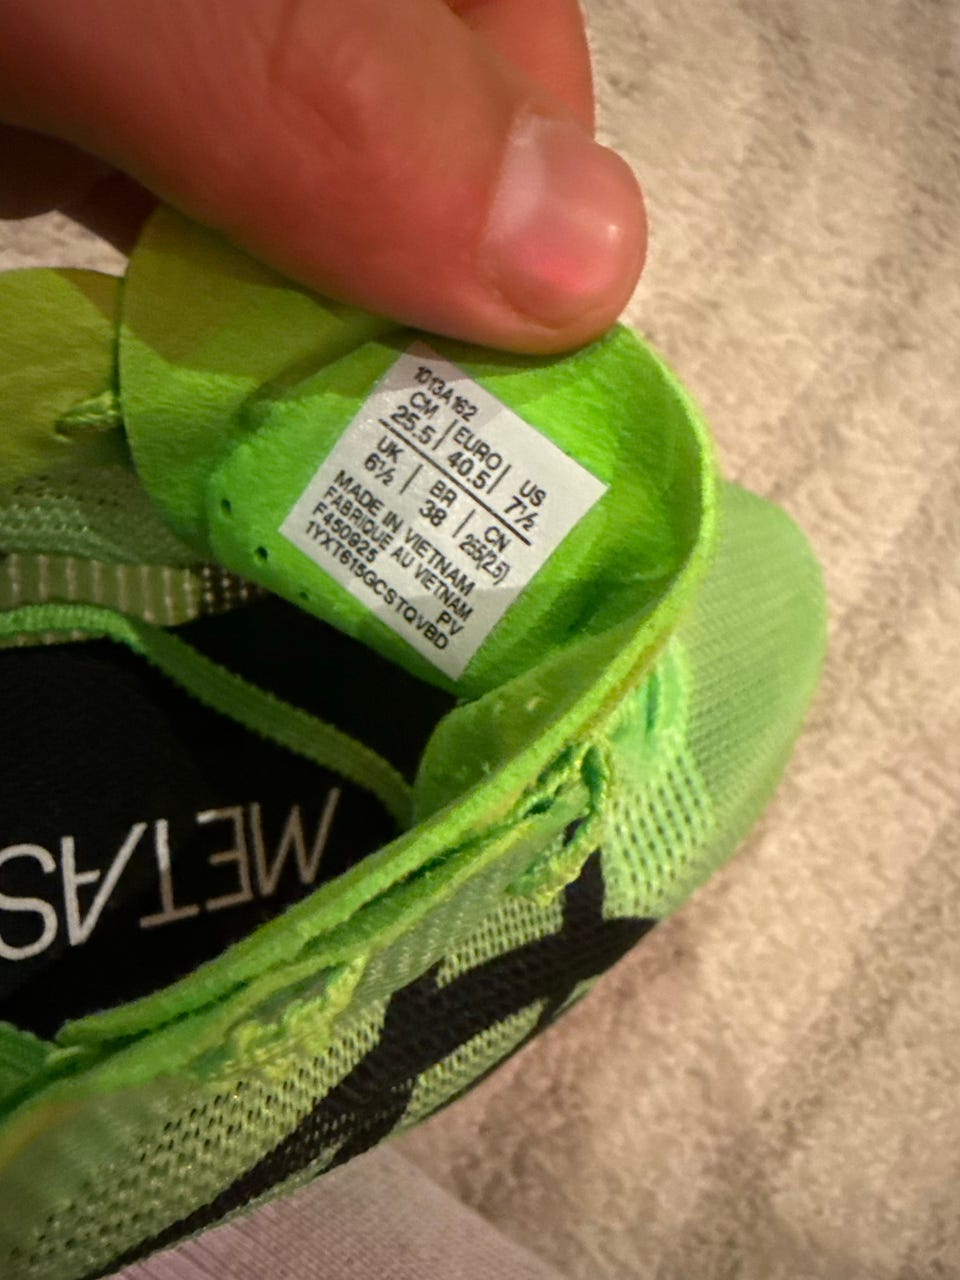 1013A162
CM | EURO | US
25.5 | 40.5 | 7½
UK | BR | CN
6½ | 38 | 255(2.5)
MADE IN VIETNAM
FABRIQUE AU VIETNAM
F450925 PV
1YXT615GCSTQVBD
METAS